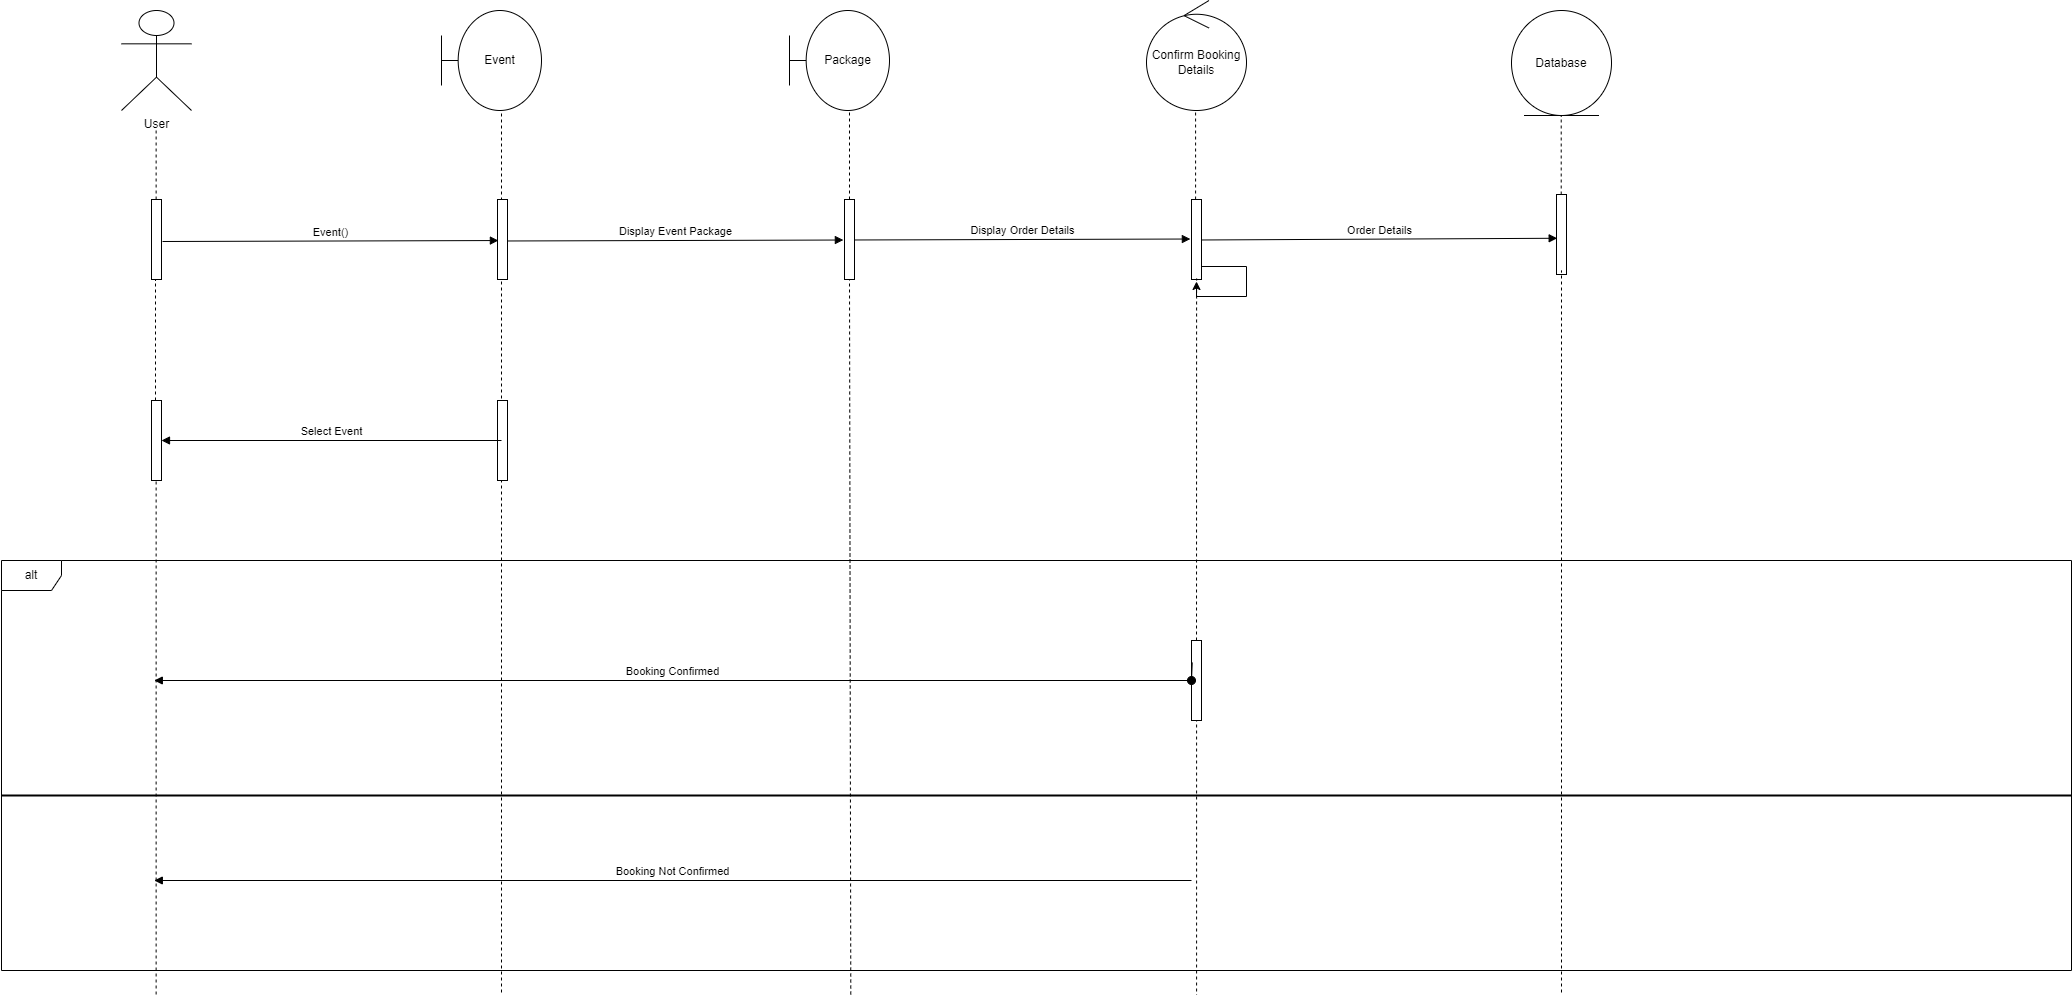 User
Event
Package
Confirm Booking
Details
Database
Event()
Display Event Package
Display Order Details
Order Details
Select Event
alt
Booking Confirmed
Booking Not Confirmed